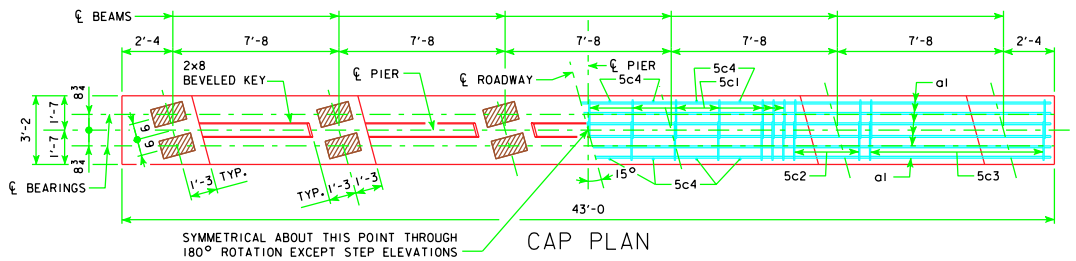 ℄ BEAMS
2'-4 7'-8 7'-8 7'-8 7'-8 7'-8 2'-4
2x8
BEVELED KEY
℄ PIER
℄ ROADWAY
℄ PIER
5c4 5c4
5c1
a1
3'-2
8¾
1'-7
1'-7
8¾
9
9
℄ BEARINGS
1'-3 TYP.
TYP. 1'-3 1'-3
15°
5c4
5c2
a1
5c3
43'-0
SYMMETRICAL ABOUT THIS POINT THROUGH
180° ROTATION EXCEPT STEP ELEVATIONS
CAP PLAN